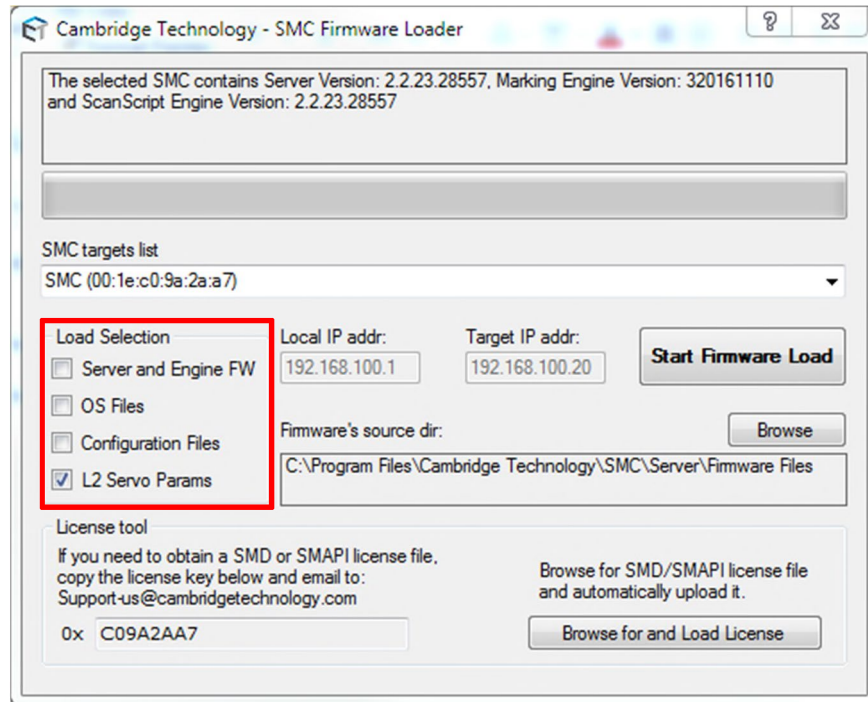 Cambridge Technology - SMC Firmware Loader
The selected SMC contains Server Version: 2.2.23.28557, Marking Engine Version: 320161110
and ScanScript Engine Version: 2.2.23.28557
SMC targets list
SMC (00:1e:c0:9a:2a:a7)
Load Selection
Server and Engine FW
OS Files
Configuration Files
L2 Servo Params
Local IP addr:
192.168.100.1
Target IP addr:
192.168.100.20
Start Firmware Load
Firmware's source dir:
Browse
C:\Program Files\Cambridge Technology\SMC\Server\Firmware Files
License tool
If you need to obtain a SMD or SMAPI license file,
copy the license key below and email to:
Support-us@cambridgetechnology.com
0x C09A2AA7
Browse for SMD/SMAPI license file
and automatically upload it.
Browse for and Load License